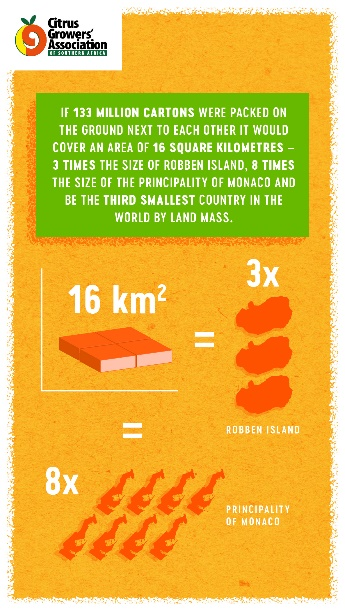 Citrus
Growers'
Association
OF SOUTHERN AFRICA
IF 133 MILLION CARTONS WERE PACKED ON
THE GROUND NEXT TO EACH OTHER IT WOULD
COVER AN AREA OF 16 SQUARE KILOMETRES –
3 TIMES THE SIZE OF ROBBEN ISLAND, 8 TIMES
THE SIZE OF THE PRINCIPALITY OF MONACO AND
BE THE THIRD SMALLEST COUNTRY IN THE
WORLD BY LAND MASS.
3x
16 km²
=
ROBBEN ISLAND
=
8x
PRINCIPALITY
OF MONACO